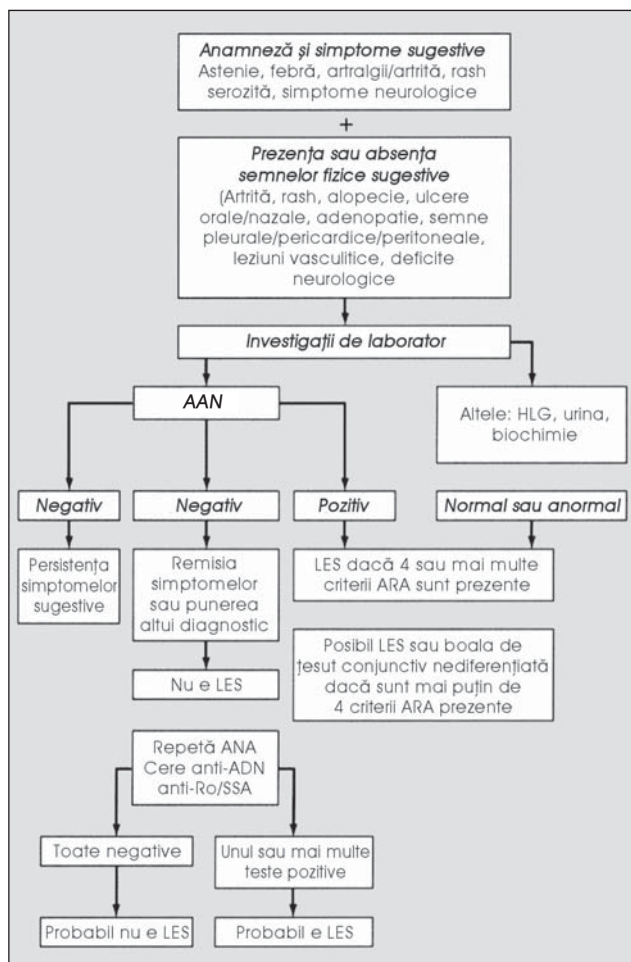 Anamneză și simptome sugestive
Astenie, febră, artralgii/artrită, rash
serozită, simptome neurologice
+
Prezența sau absența
semnelor fizice sugestive
(Artrită, rash, alopecie, ulcere
orale/nazale, adenopatie, semne
pleurale/pericardice/peritoneale,
leziuni vasculitice, deficite
neurologice
Investigații de laborator
AAN
Altele: HLG, urina,
biochimie
Negativ
Negativ
Pozitiv
Normal sau anormal
Persistența
simptomelor
sugestive
Remisia
simptomelor
sau punerea
altui diagnostic
LES dacă 4 sau mai multe
criterii ARA sunt prezente
Nu e LES
Posibil LES sau boala de
țesut conjunctiv nediferențiată
dacă sunt mai puțin de
4 criterii ARA prezente
Repetă ANA
Cere anti-ADN
anti-Ro/SSA
Toate negative
Unul sau mai multe
teste pozitive
Probabil nu e LES
Probabil e LES